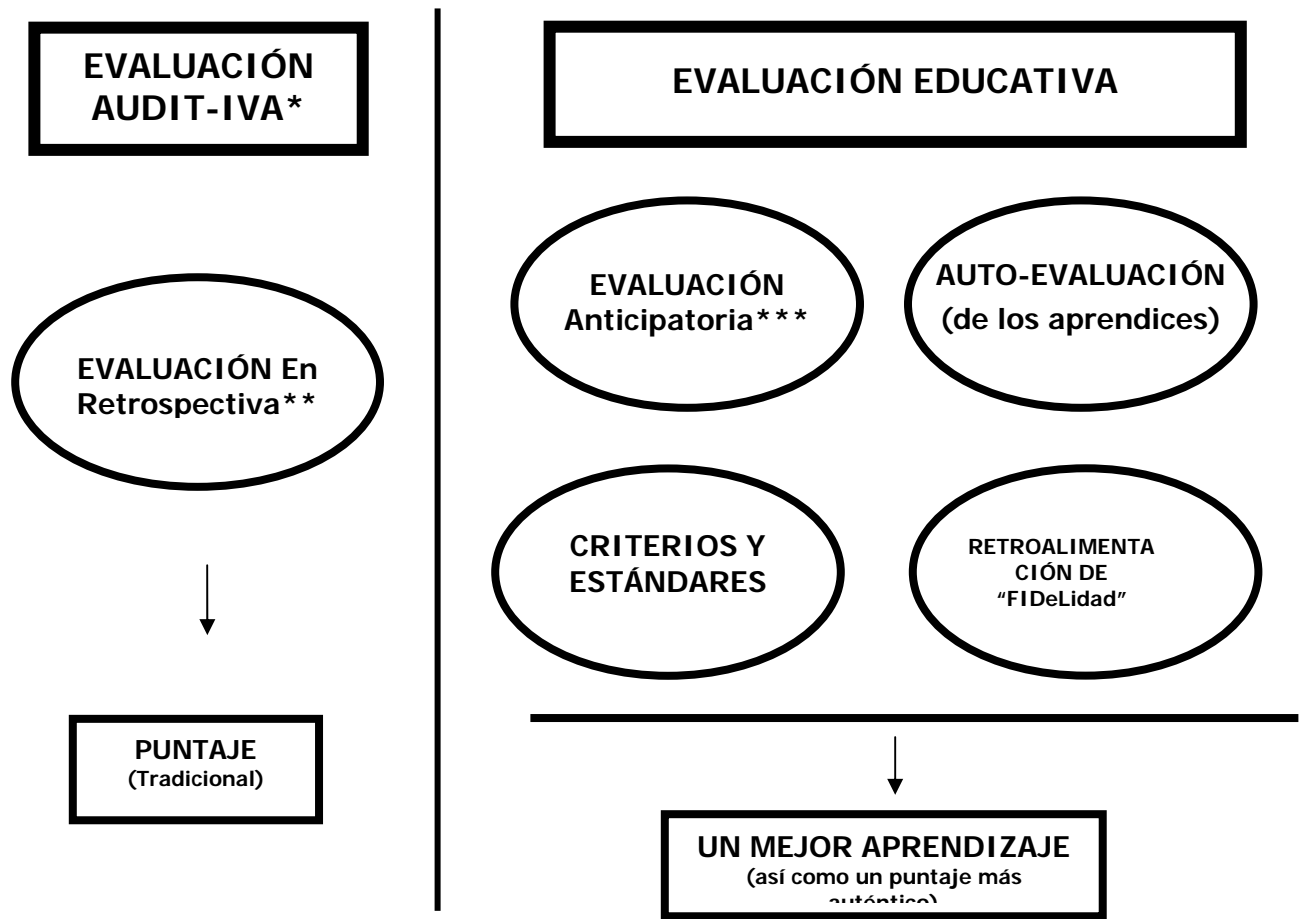 EVALUACIÓN
AUDIT-IVA*
EVALUACIÓN En
Retrospectiva**
PUNTAJE
(Tradicional)
EVALUACIÓN EDUCATIVA
EVALUACIÓN
Anticipatoria***
AUTO-EVALUACIÓN
(de los aprendices)
CRITERIOS Y
ESTÁNDARES
RETROALIMENTA
CIÓN DE
“FIDeLidad”
UN MEJOR APRENDIZAJE
(así como un puntaje más
auténtico)